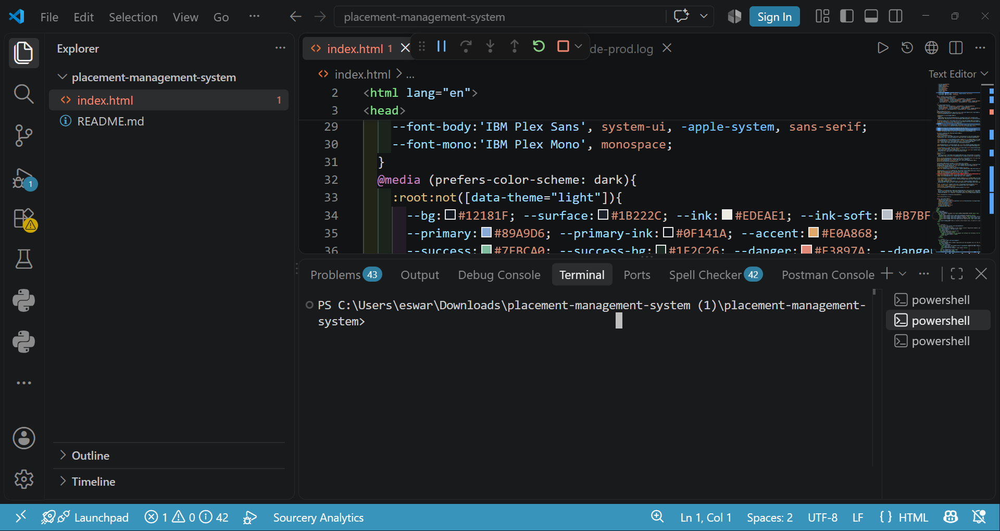 File Edit Selection View Go ··· placement-management-system Sign In
Explorer
placement-management-system
index.html 1
README.md
Outline
Timeline
1
index.html 1 de-prod.log
index.html > ...
Text Editor
2 <html lang="en">
3 <head>
29 --font-body:'IBM Plex Sans', system-ui, -apple-system, sans-serif;
30 --font-mono:'IBM Plex Mono', monospace;
31 }
32 @media (prefers-color-scheme: dark){
33 :root:not([data-theme="light"]){
34 --bg:#12181F; --surface:#1B222C; --ink:#EDEAE1; --ink-soft:#B7BF
35 --primary:#89A9D6; --primary-ink:#0F141A; --accent:#E0A868;
36 --success:#7FBCA0; --success-bg:#1F2C26; --danger:#E3897A; --danger
Problems 43 Output Debug Console Terminal Ports Spell Checker 42 Postman Console
PS C:\Users\eswar\Downloads\placement-management-system (1)\placement-management-
system>
powershell
powershell
powershell
Launchpad 1 0 42 Sourcery Analytics Ln 1, Col 1 Spaces: 2 UTF-8 LF {} HTML